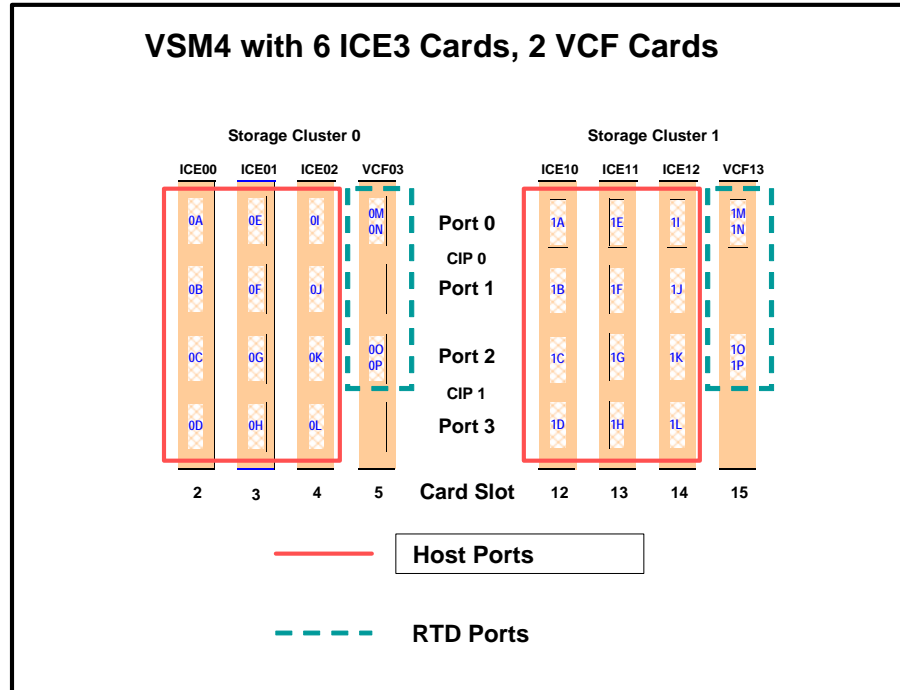 VSM4 with 6 ICE3 Cards, 2 VCF Cards
Storage Cluster 0 Storage Cluster 1
ICE00 ICE01 ICE02 VCF03 ICE10 ICE11 ICE12 VCF13
0A 0E 0I 0M Port 0 1A 1E 1I 1M
0N 1N
CIP 0
0B 0F 0J Port 1 1B 1F 1J
0C 0G 0K 0O Port 2 1C 1G 1K 1O
0P 1P
CIP 1
0D 0H 0L Port 3 1D 1H 1L
2 3 4 5 Card Slot 12 13 14 15
Host Ports
RTD Ports